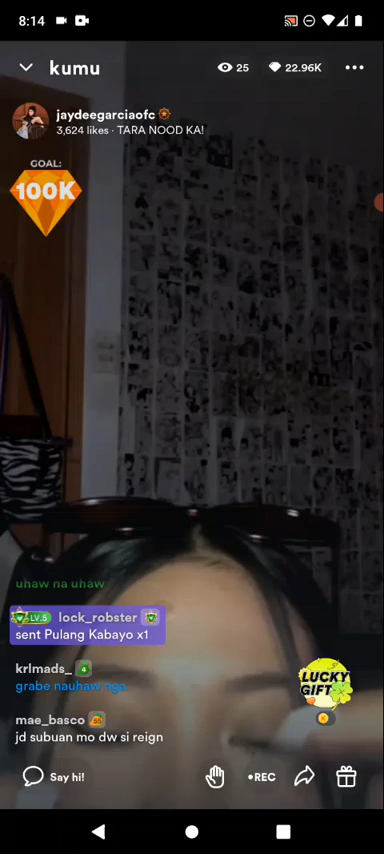 8:14
kumu
25
22.96K
jaydeegarciaofc
3,624 likes · TARA NOOD KA!
GOAL:
100K
uhaw na uhaw
LV.5 lock_robster
sent Pulang Kabayo x1
krlmads_ 4
grabe nauhaw nga
mae_basco
jd subuan mo dw si reign
LUCKY
GIFT
Say hi!
REC